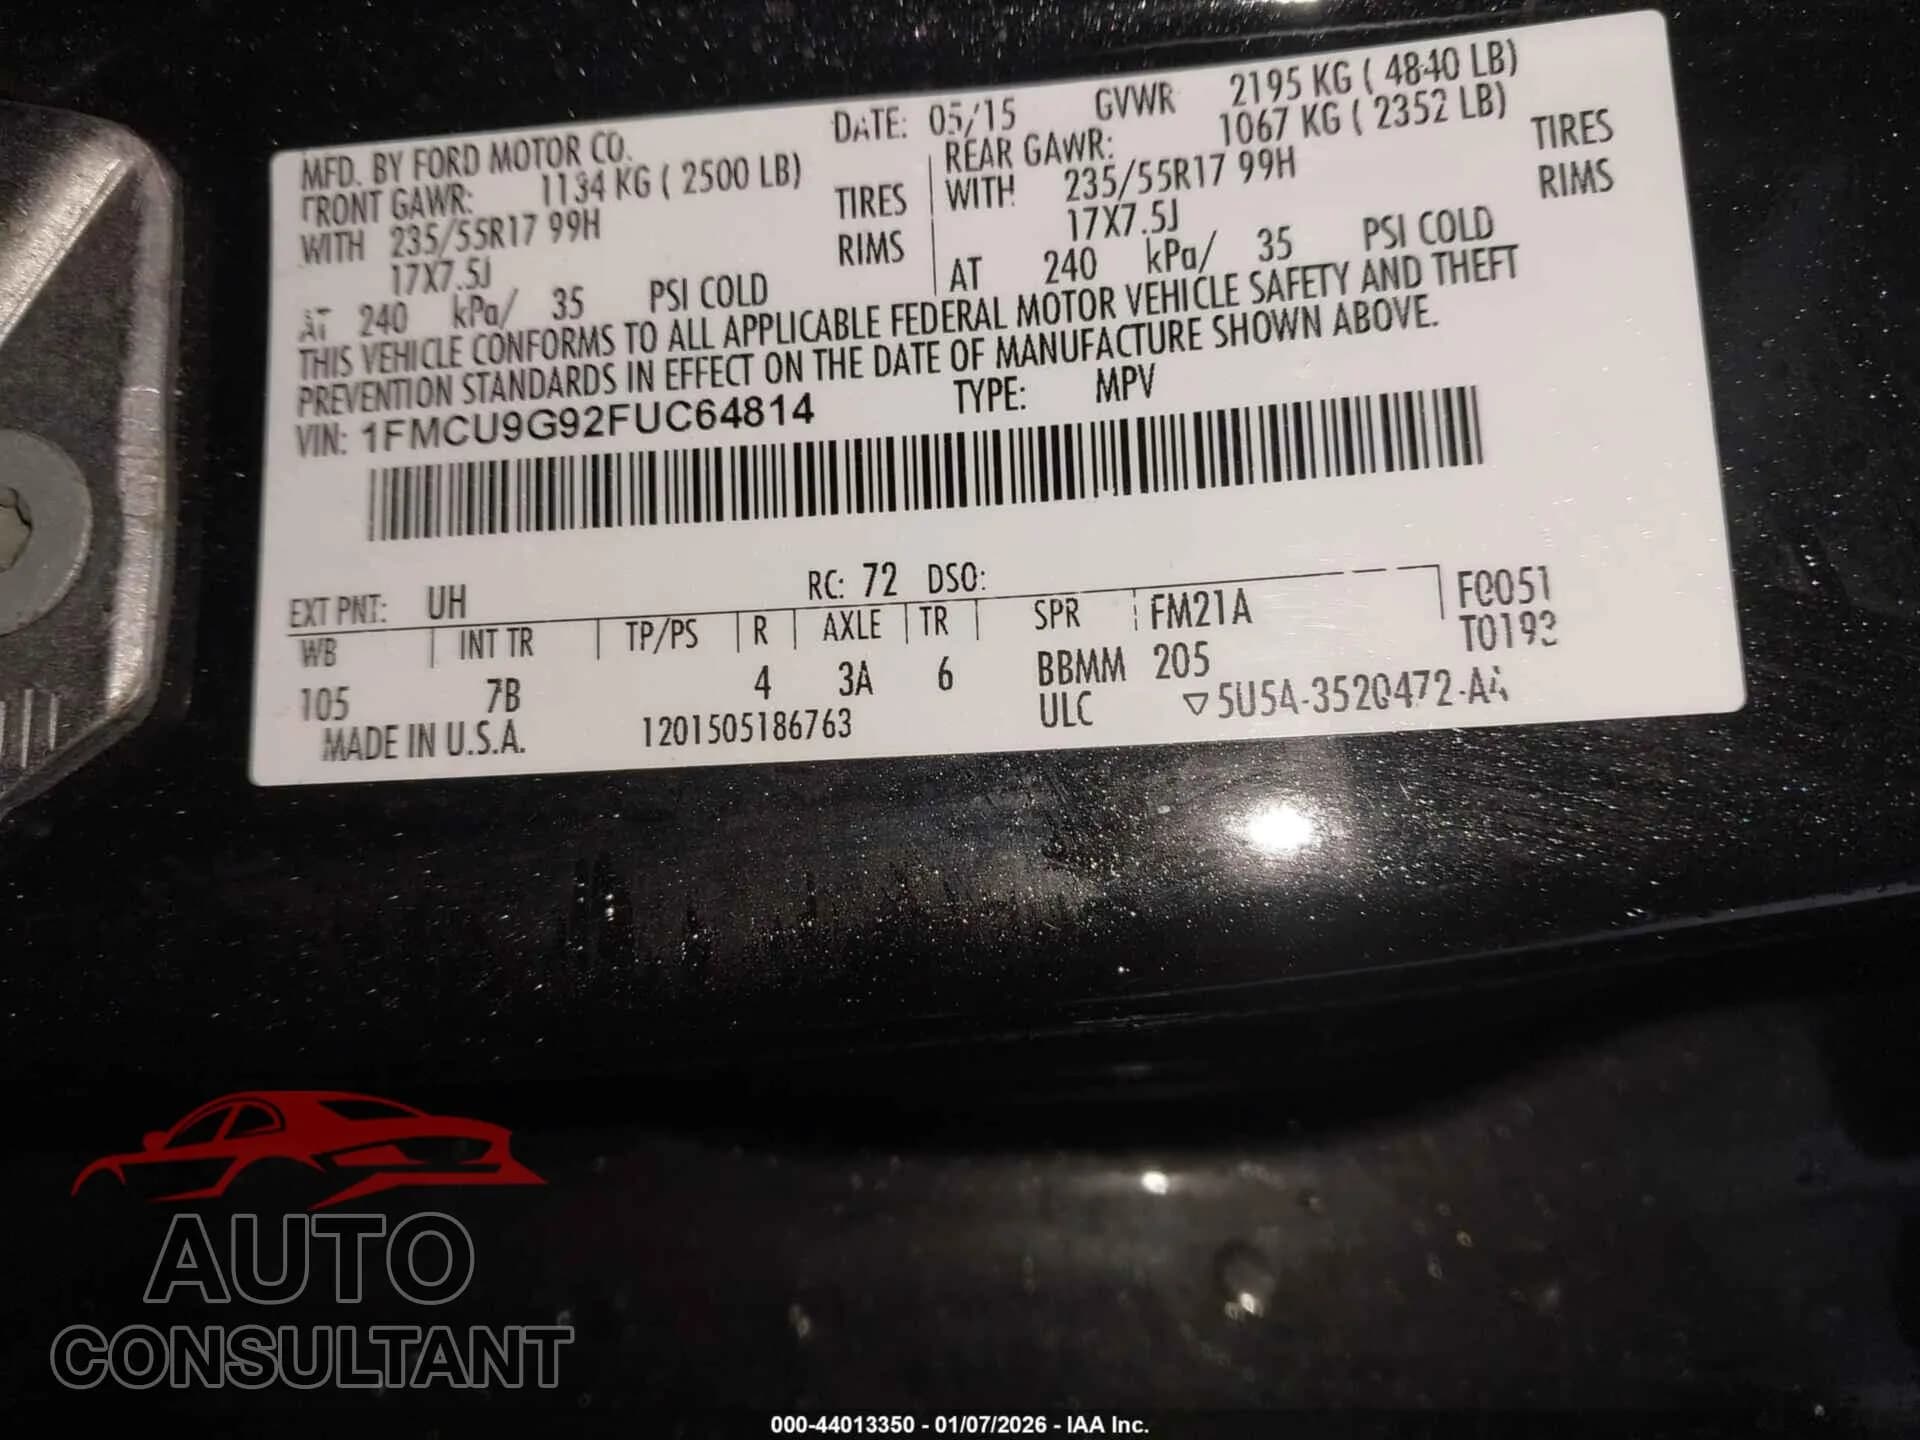 MFD. BY FORD MOTOR CO.
DATE: 05/15 GVWR 2195 KG ( 4840 LB)
FRONT GAWR: 1134 KG ( 2500 LB)
REAR GAWR: 1067 KG ( 2352 LB)
WITH 235/55R17 99H TIRES
WITH 235/55R17 99H TIRES
17X7.5J RIMS
17X7.5J RIMS
AT 240 kPa/ 35 PSI COLD
AT 240 kPa/ 35 PSI COLD
THIS VEHICLE CONFORMS TO ALL APPLICABLE FEDERAL MOTOR VEHICLE SAFETY AND THEFT
PREVENTION STANDARDS IN EFFECT ON THE DATE OF MANUFACTURE SHOWN ABOVE.
VIN: 1FMCU9G92FUC64814 TYPE: MPV
EXT PNT: UH RC: 72 DSO:
WB INT TR TP/PS R AXLE TR SPR FM21A F0051
105 7B 4 3A 6 BBMM 205 T0193
MADE IN U.S.A. 1201505186763 ULC ▽5U5A-3520472-AA
AUTO
CONSULTANT
000-44013350 - 01/07/2026 - IAA Inc.